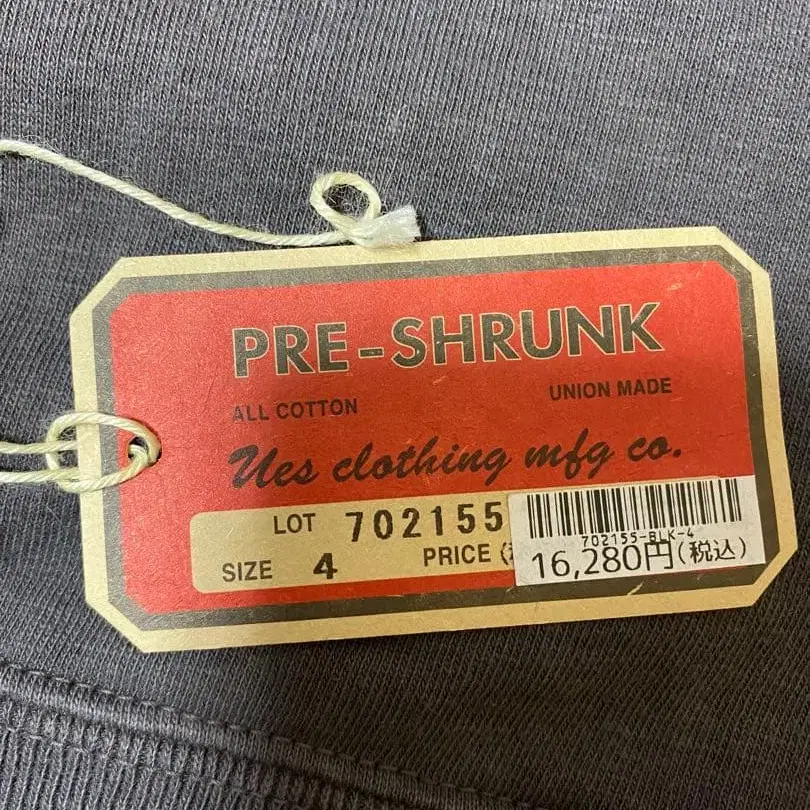 PRE-SHRUNK
ALL COTTON UNION MADE
Ues clothing mfg co.
LOT 702155
702155-BLK-4
SIZE 4 PRICE (
16,280円(税込)